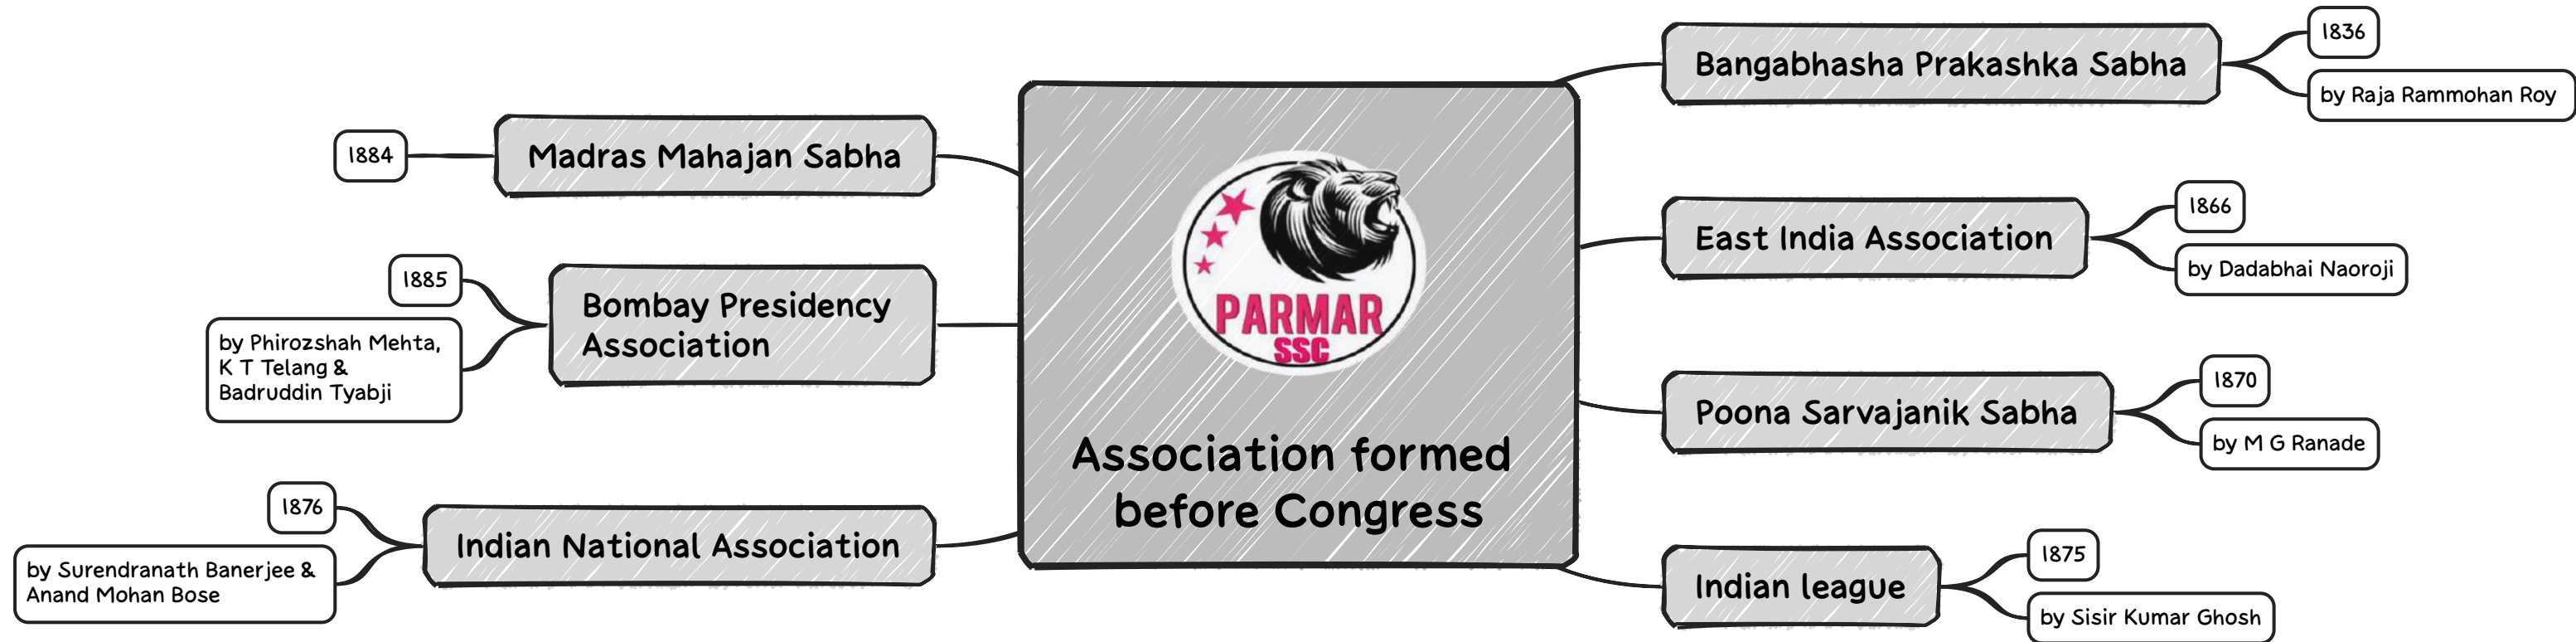 PARMAR
SSC
Association formed
before Congress
Bangabhasha Prakashka Sabha
1836
by Raja Rammohan Roy
East India Association
1866
by Dadabhai Naoroji
Poona Sarvajanik Sabha
1870
by M G Ranade
Indian league
1875
by Sisir Kumar Ghosh
Madras Mahajan Sabha
1884
Bombay Presidency
Association
1885
by Phirozshah Mehta,
K T Telang &
Badruddin Tyabji
Indian National Association
1876
by Surendranath Banerjee &
Anand Mohan Bose